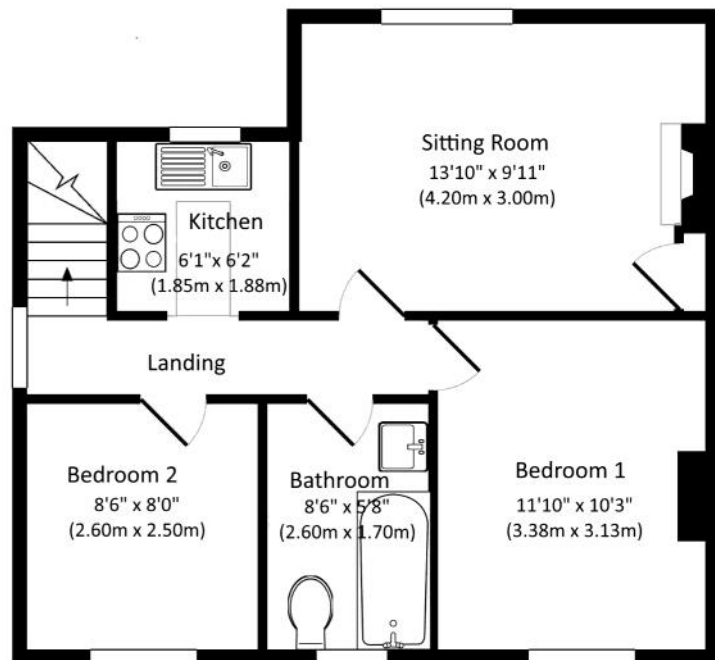 Sitting Room
13'10" x 9'11"
(4.20m x 3.00m)
Kitchen
6'1"x 6'2"
(1.85m x 1.88m)
Landing
Bedroom 2
8'6" x 8'0"
(2.60m x 2.50m)
Bathroom
8'6" x 5'8"
(2.60m x 1.70m)
Bedroom 1
11'10" x 10'3"
(3.38m x 3.13m)